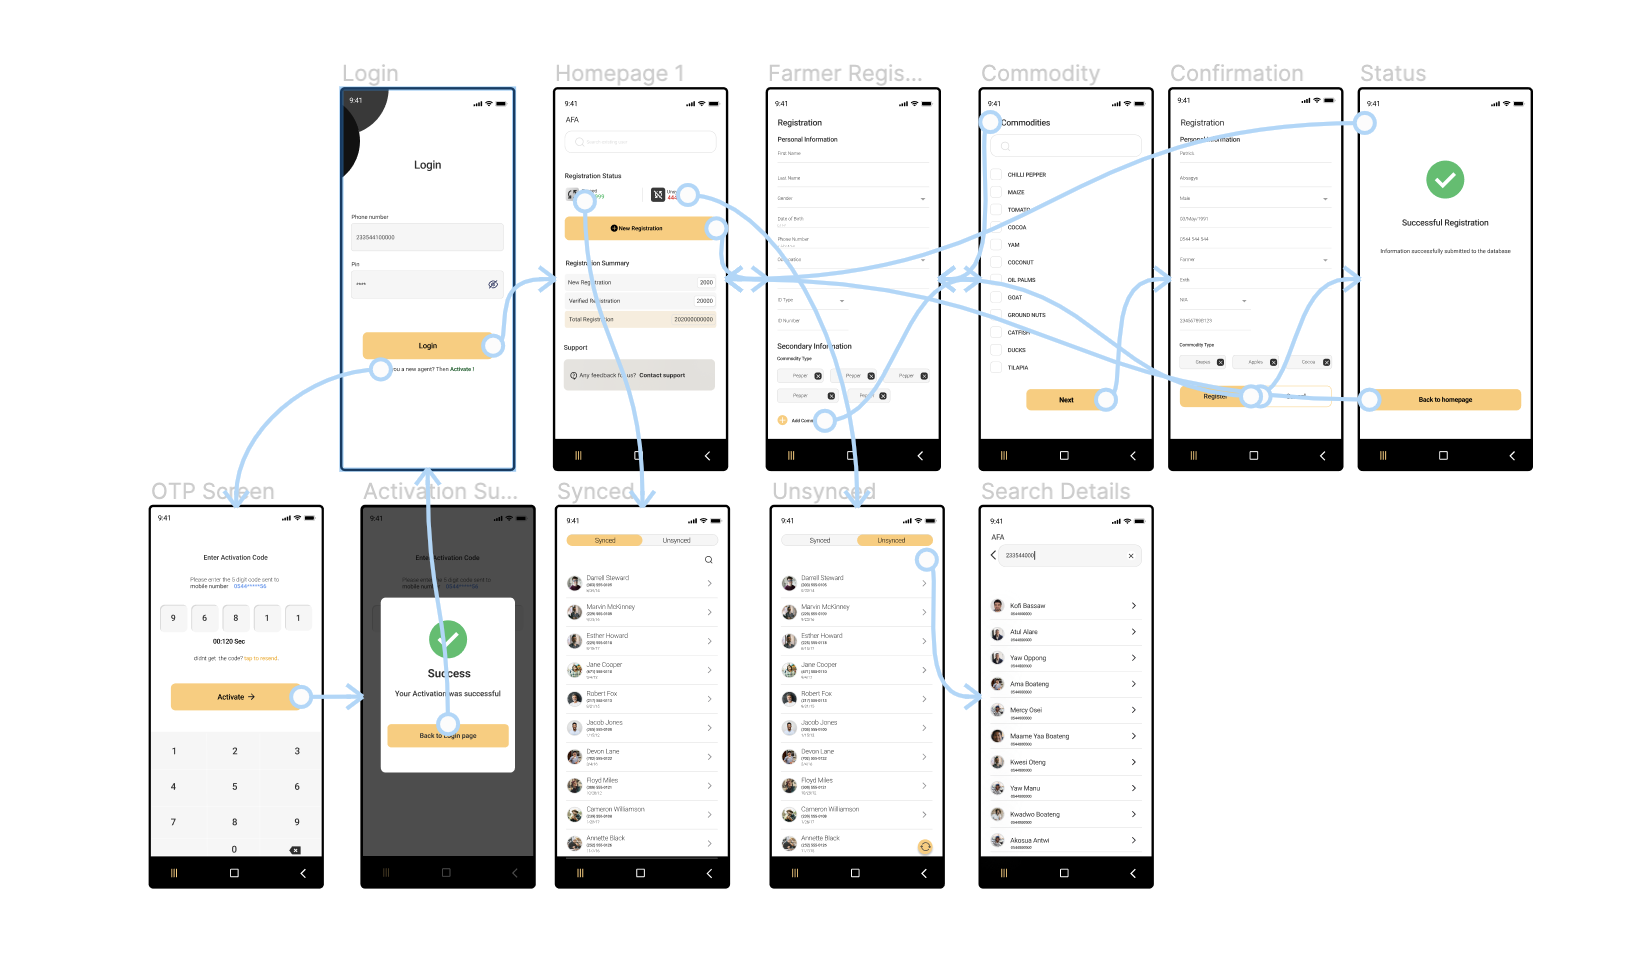 Login
Homepage 1
Farmer Regis...
Commodity
Confirmation
Status
9:41
Login
Phone number
233544100000
Pin
Login
you a new agent? Then Activate !
9:41
AFA
Registration Status
New Registration
Registration Summary
New Registration 2000
Verified Registration 20000
Total Registration 202000000000
Support
Any feedback for us? Contact support
9:41
Registration
Personal Information
First Name
Last Name
Gender
Date of Birth
Phone Number
ID Type
ID Number
Secondary Information
Commodity Type
Pepper Pepper Pepper
Pepper Pepper
9:41
Commodities
CHILLI PEPPER
MAIZE
TOMATO
COCOA
YAM
COCONUT
OIL PALMS
GOAT
GROUND NUTS
CATFISH
DUCKS
TILAPIA
Next
9:41
Registration
Personal Information
Patrick
Male
03/May/1991
0544 544 544
Farmer
N/A
Commodity Type
Apples Cocoa
Register
9:41
Successful Registration
Information successfully submitted to the database
Back to homepage
OTP Screen
Activation Su...
Synced
Unsynced
Search Details
9:41
Enter Activation Code
Please enter the 5 digit code sent to
mobile number 0544*****56
9 6 8 1 1
00:120 Sec
didnt get the code? tap to resend.
Activate
1 2 3
4 5 6
7 8 9
0
9:41
Enter Activation Code
Success
Your Activation was successful
Back to Login page
9:41
Synced Unsynced
Darrell Steward
Marvin McKinney
Esther Howard
Jane Cooper
Robert Fox
Jacob Jones
Devon Lane
Floyd Miles
Cameron Williamson
Annette Black
9:41
Synced Unsynced
Darrell Steward
Marvin McKinney
Esther Howard
Jane Cooper
Robert Fox
Jacob Jones
Devon Lane
Floyd Miles
Cameron Williamson
Annette Black
9:41
AFA
233544000
Kofi Bassaw
Atul Alare
Yaw Oppong
Ama Boateng
Mercy Osei
Maame Yaa Boateng
Kwesi Oteng
Yaw Manu
Kwadwo Boateng
Akosua Antwi